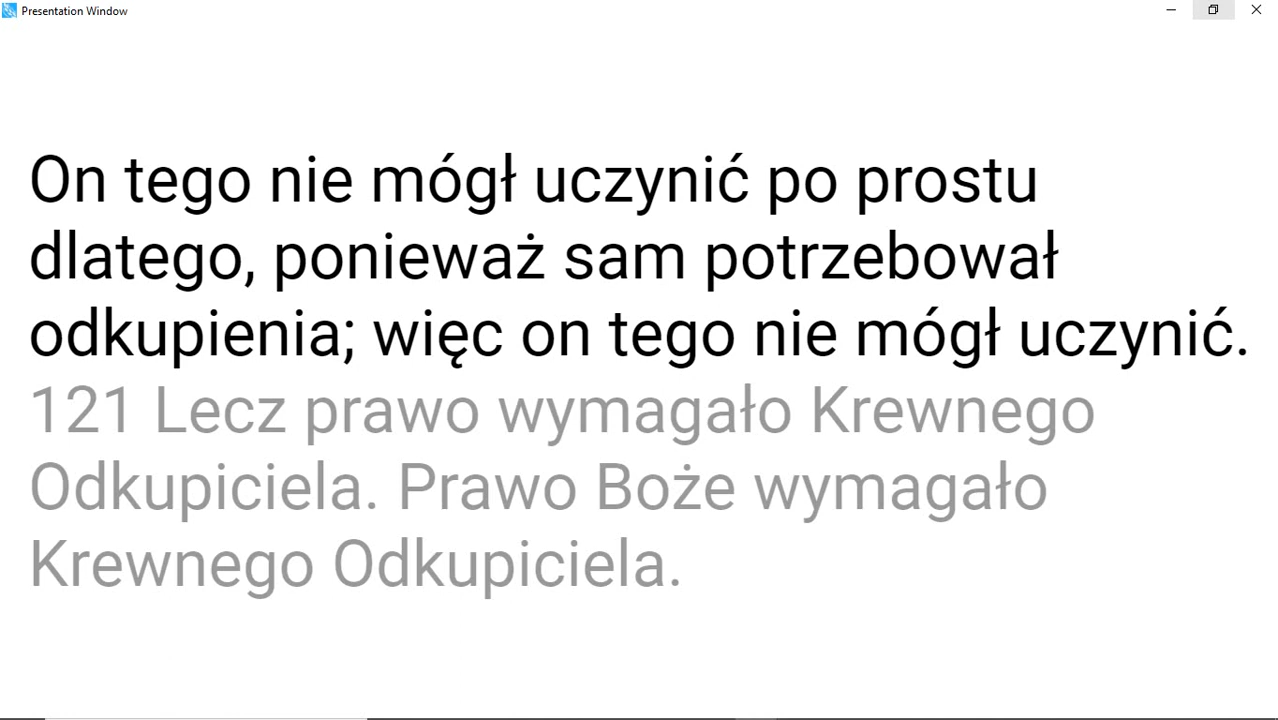 Presentation Window
On tego nie mógł uczynić po prostu
dlatego, ponieważ sam potrzebował
odkupienia; więc on tego nie mógł uczynić.
121 Lecz prawo wymagało Krewnego
Odkupiciela. Prawo Boże wymagało
Krewnego Odkupiciela.